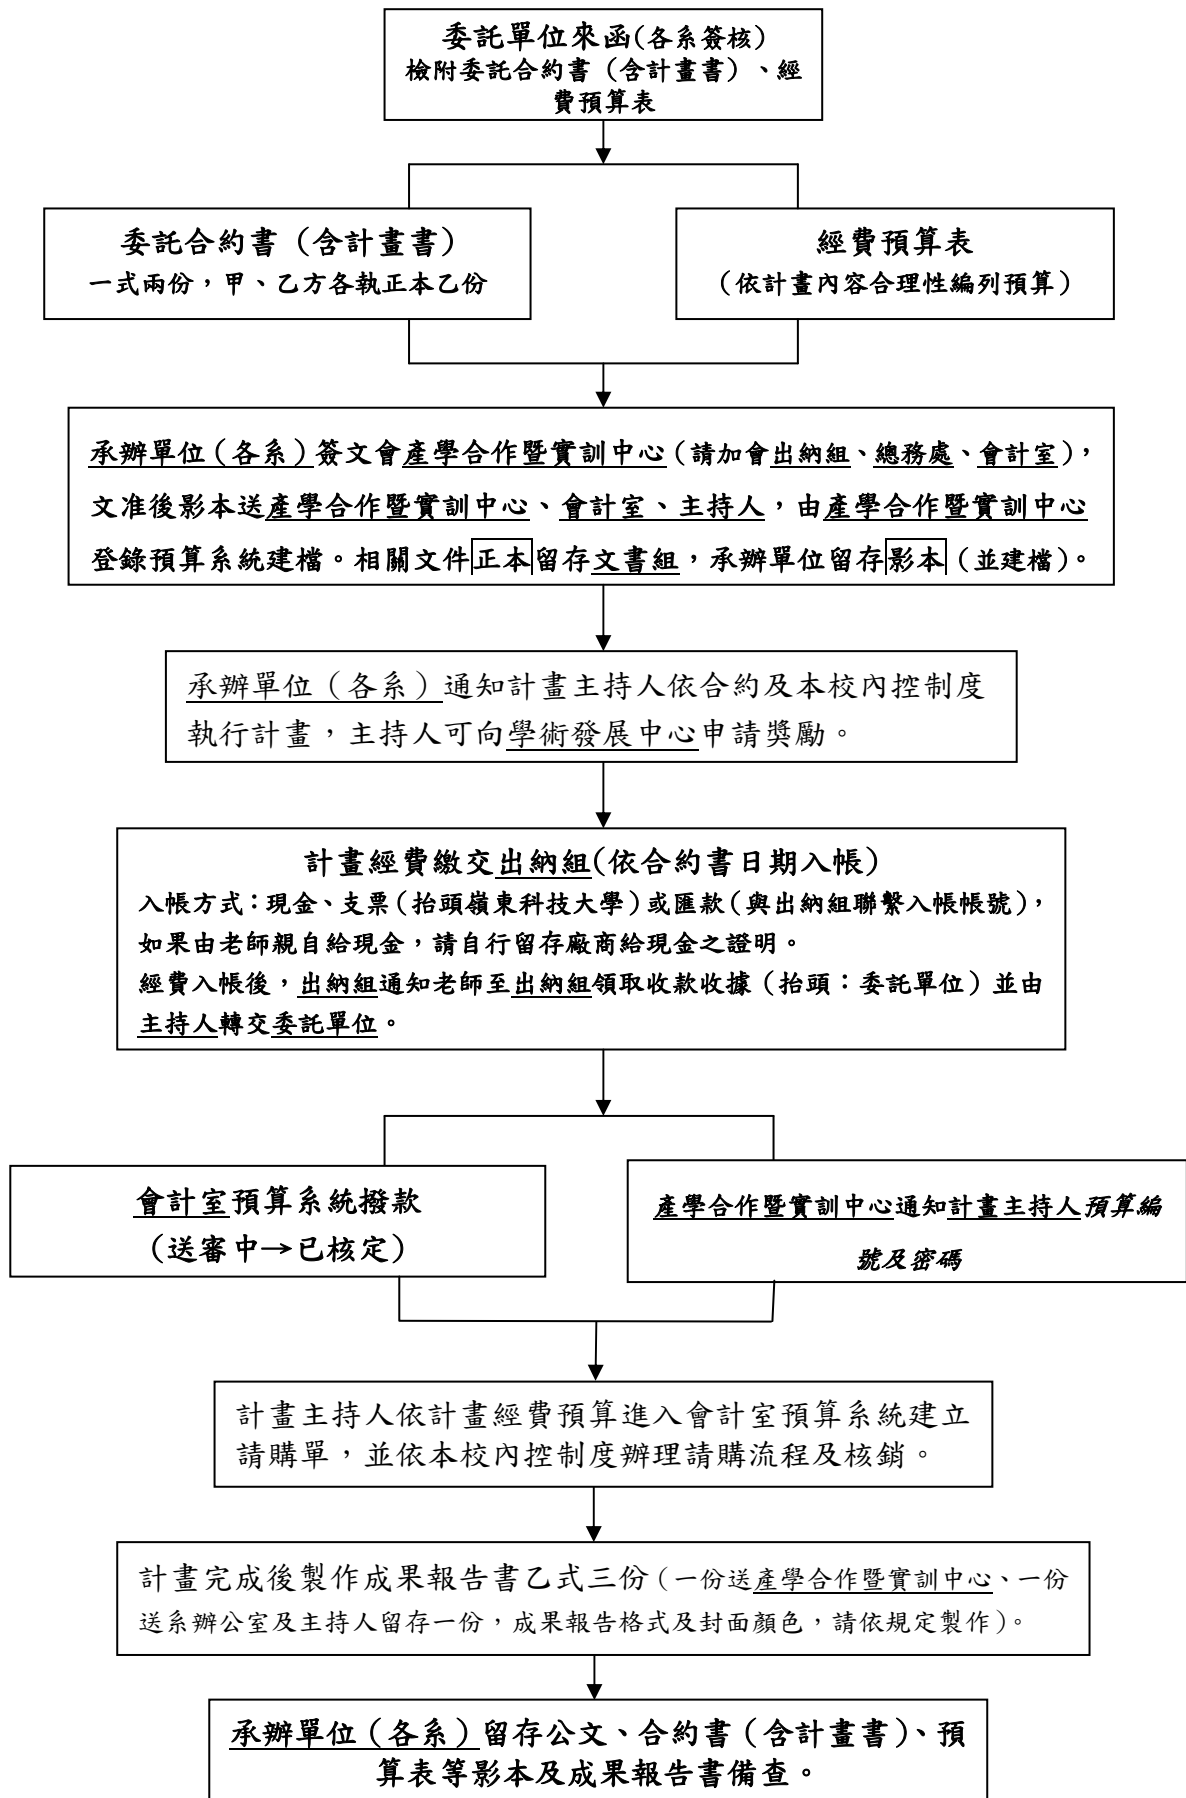 委託單位來函(各系簽核)
檢附委託合約書（含計畫書）、經
費預算表
委託合約書（含計畫書）
一式兩份，甲、乙方各執正本乙份
經費預算表
（依計畫內容合理性編列預算）
承辦單位（各系）簽文會產學合作暨實訓中心（請加會出納組、總務處、會計室），
文准後影本送產學合作暨實訓中心、會計室、主持人，由產學合作暨實訓中心
登錄預算系統建檔。相關文件正本留存文書組，承辦單位留存影本（並建檔）。
承辦單位（各系）通知計畫主持人依合約及本校內控制度
執行計畫，主持人可向學術發展中心申請獎勵。
計畫經費繳交出納組(依合約書日期入帳)
入帳方式：現金、支票（抬頭嶺東科技大學）或匯款（與出納組聯繫入帳帳號），
如果由老師親自給現金，請自行留存廠商給現金之證明。
經費入帳後，出納組通知老師至出納組領取收款收據（抬頭：委託單位）並由
主持人轉交委託單位。
會計室預算系統撥款
（送審中→已核定）
產學合作暨實訓中心通知計畫主持人預算編
號及密碼
計畫主持人依計畫經費預算進入會計室預算系統建立
請購單，並依本校內控制度辦理請購流程及核銷。
計畫完成後製作成果報告書乙式三份（一份送產學合作暨實訓中心、一份
送系辦公室及主持人留存一份，成果報告格式及封面顏色，請依規定製作）。
承辦單位（各系）留存公文、合約書（含計畫書）、預
算表等影本及成果報告書備查。